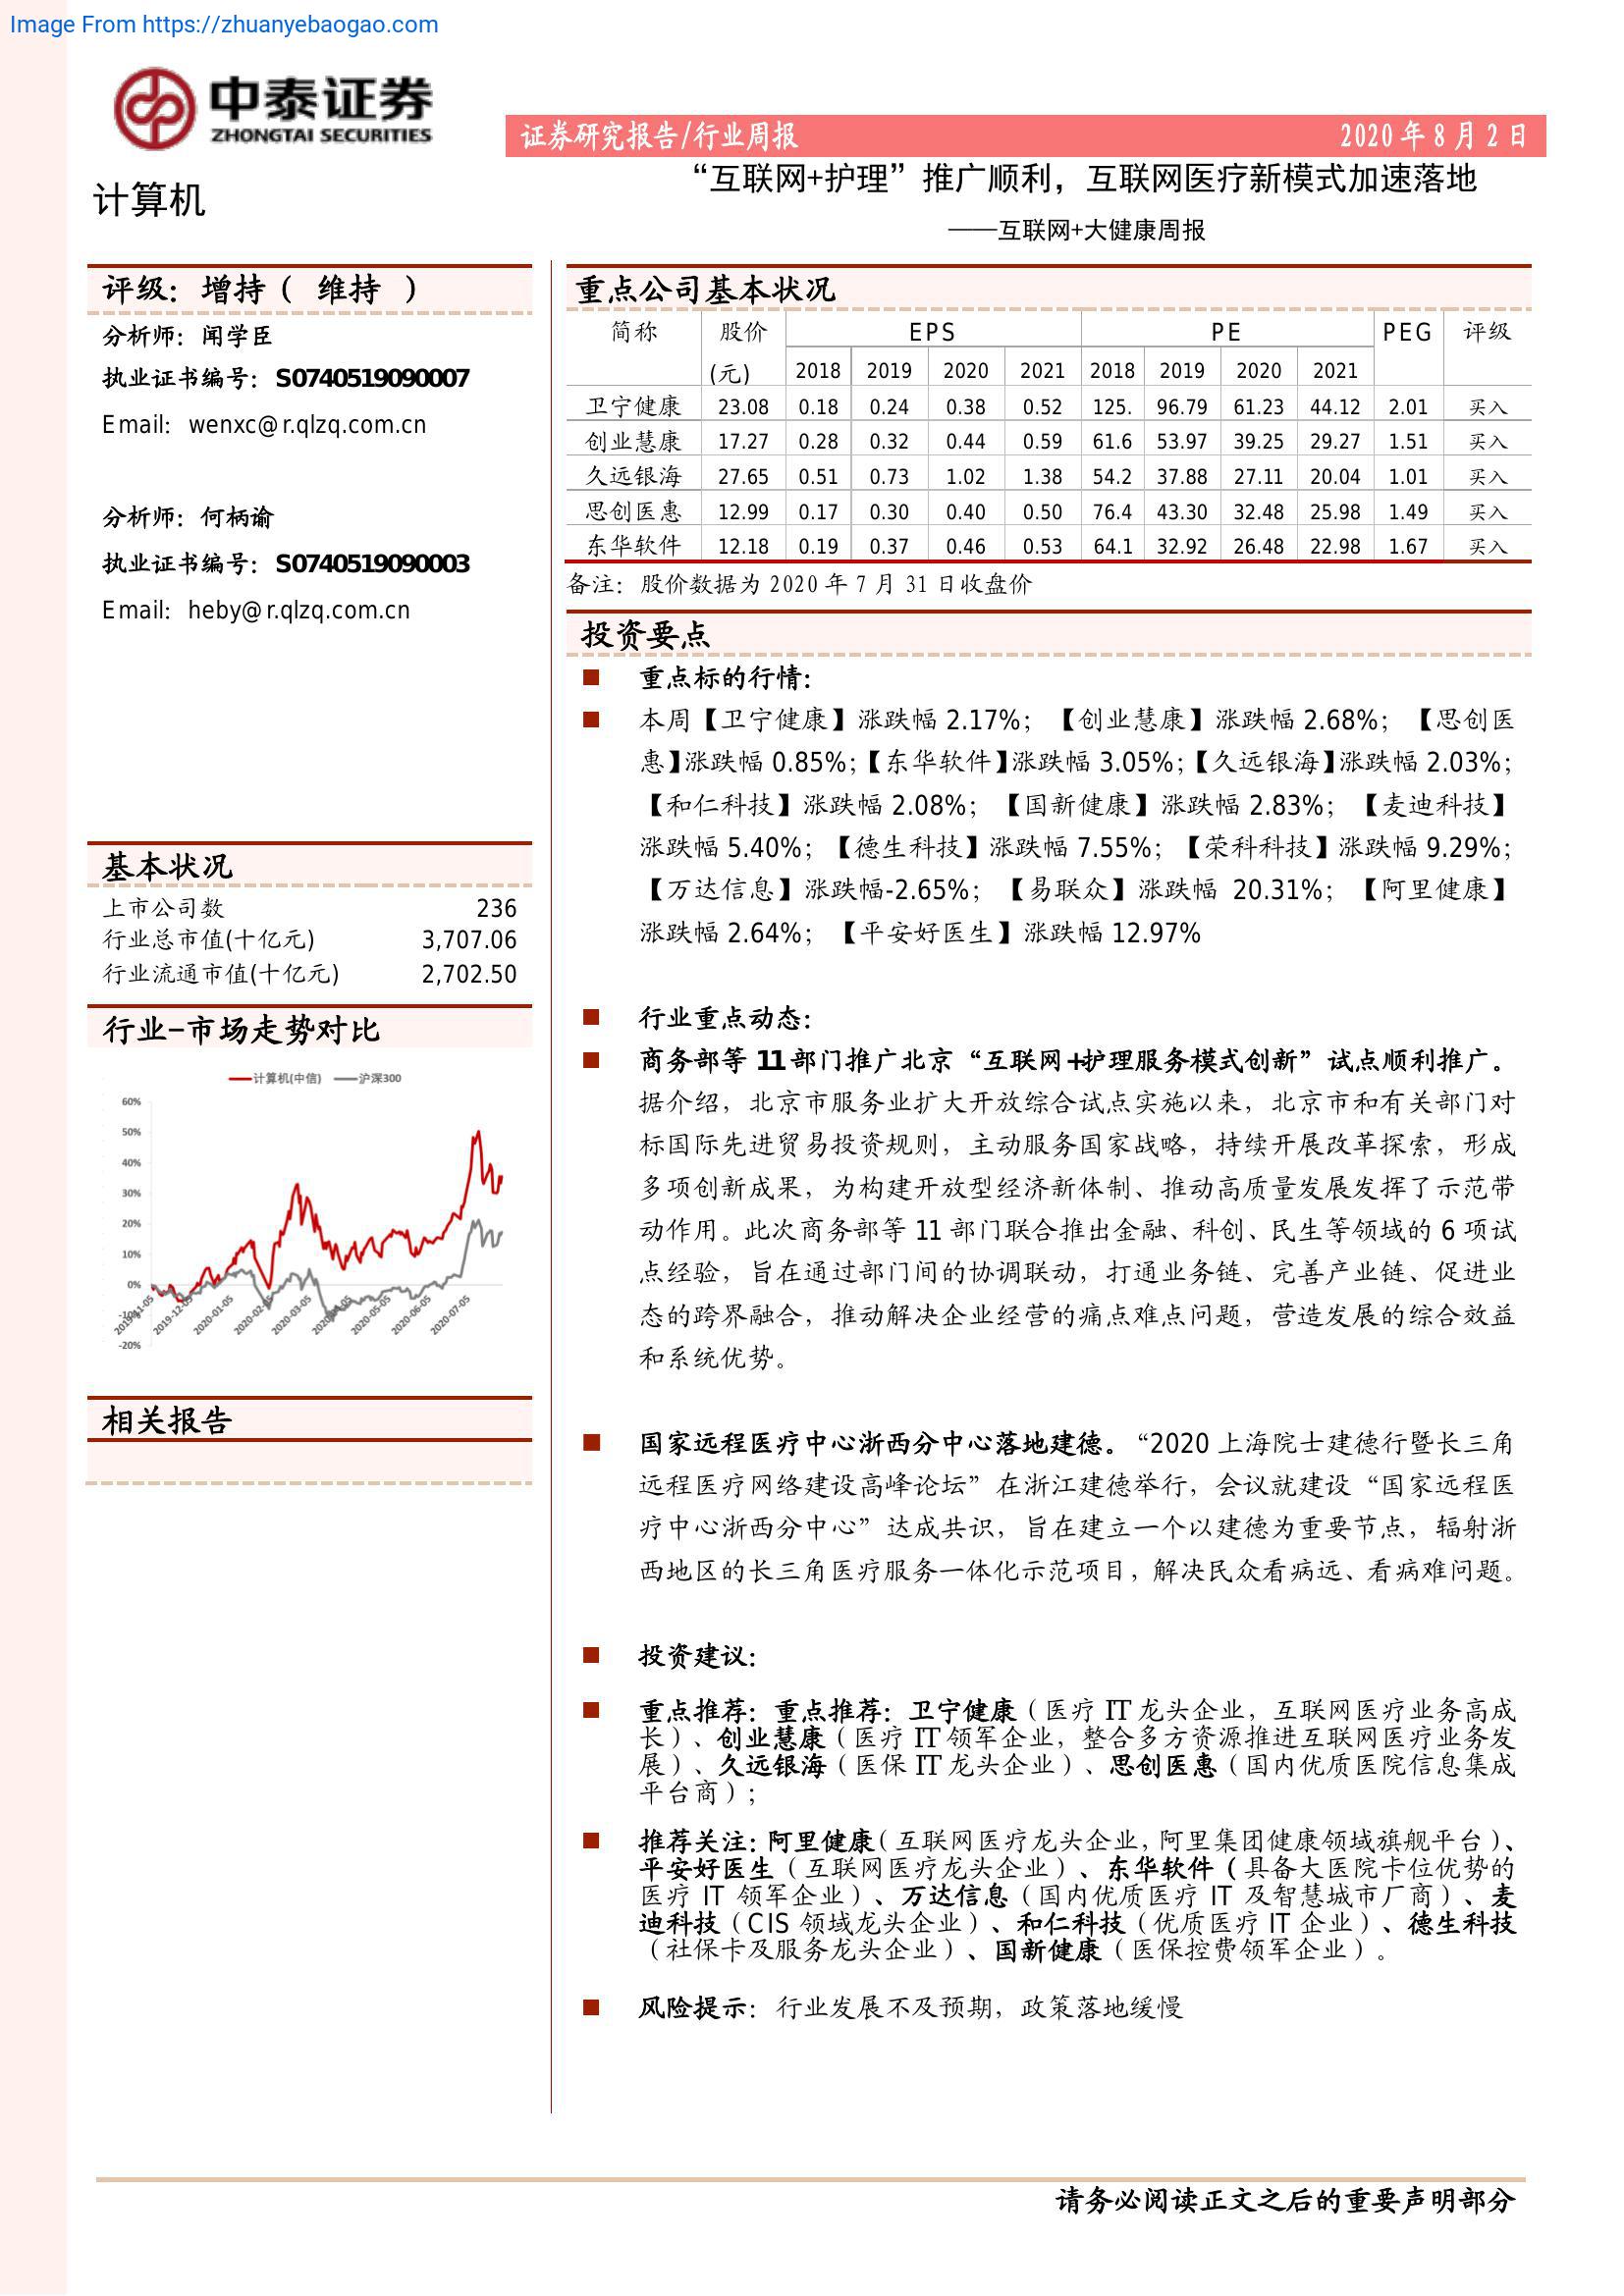 Image From https://zhuanyebaogao.com
中泰证券
ZHONGTAI SECURITIES
证券研究报告/行业周报 2020 年 8 月 2 日
计算机
“互联网+护理”推广顺利，互联网医疗新模式加速落地
——互联网+大健康周报
评级：增持（ 维持 ）
分析师：闻学臣
执业证书编号：S0740519090007
Email: wenxc@r.qlzq.com.cn
分析师：何柄谕
执业证书编号：S0740519090003
Email: heby@r.qlzq.com.cn
基本状况
上市公司数 236
行业总市值(十亿元) 3,707.06
行业流通市值(十亿元) 2,702.50
行业-市场走势对比
计算机(中信) 沪深300
60%
50%
40%
30%
20%
10%
0%
-10%
-20%
2019-11-05 2019-12-05 2020-01-05 2020-02-05 2020-03-05 2020-04-05 2020-05-05 2020-06-05 2020-07-05
相关报告
重点公司基本状况
简称 股价 EPS PE PEG 评级
(元) 2018 2019 2020 2021 2018 2019 2020 2021
卫宁健康 23.08 0.18 0.24 0.38 0.52 125. 96.79 61.23 44.12 2.01 买入
创业慧康 17.27 0.28 0.32 0.44 0.59 61.6 53.97 39.25 29.27 1.51 买入
久远银海 27.65 0.51 0.73 1.02 1.38 54.2 37.88 27.11 20.04 1.01 买入
思创医惠 12.99 0.17 0.30 0.40 0.50 76.4 43.30 32.48 25.98 1.49 买入
东华软件 12.18 0.19 0.37 0.46 0.53 64.1 32.92 26.48 22.98 1.67 买入
备注：股价数据为 2020 年 7 月 31 日收盘价
投资要点
重点标的行情：
本周【卫宁健康】涨跌幅 2.17%；【创业慧康】涨跌幅 2.68%；【思创医
惠】涨跌幅 0.85%；【东华软件】涨跌幅 3.05%；【久远银海】涨跌幅 2.03%；
【和仁科技】涨跌幅 2.08%；【国新健康】涨跌幅 2.83%；【麦迪科技】
涨跌幅 5.40%；【德生科技】涨跌幅 7.55%；【荣科科技】涨跌幅 9.29%；
【万达信息】涨跌幅-2.65%；【易联众】涨跌幅 20.31%；【阿里健康】
涨跌幅 2.64%；【平安好医生】涨跌幅 12.97%
行业重点动态：
商务部等 11 部门推广北京“互联网+护理服务模式创新”试点顺利推广。
据介绍，北京市服务业扩大开放综合试点实施以来，北京市和有关部门对
标国际先进贸易投资规则，主动服务国家战略，持续开展改革探索，形成
多项创新成果，为构建开放型经济新体制、推动高质量发展发挥了示范带
动作用。此次商务部等 11 部门联合推出金融、科创、民生等领域的 6 项试
点经验，旨在通过部门间的协调联动，打通业务链、完善产业链、促进业
态的跨界融合，推动解决企业经营的痛点难点问题，营造发展的综合效益
和系统优势。
国家远程医疗中心浙西分中心落地建德。“2020 上海院士建德行暨长三角
远程医疗网络建设高峰论坛”在浙江建德举行，会议就建设“国家远程医
疗中心浙西分中心”达成共识，旨在建立一个以建德为重要节点，辐射浙
西地区的长三角医疗服务一体化示范项目，解决民众看病远、看病难问题。
投资建议：
重点推荐：重点推荐：卫宁健康（医疗 IT 龙头企业，互联网医疗业务高成
长）、创业慧康（医疗 IT 领军企业，整合多方资源推进互联网医疗业务发
展）、久远银海（医保 IT 龙头企业）、思创医惠（国内优质医院信息集成
平台商）；
推荐关注：阿里健康（互联网医疗龙头企业，阿里集团健康领域旗舰平台）、
平安好医生（互联网医疗龙头企业）、东华软件（具备大医院卡位优势的
医疗 IT 领军企业）、万达信息（国内优质医疗 IT 及智慧城市厂商）、麦
迪科技（CIS 领域龙头企业）、和仁科技（优质医疗 IT 企业）、德生科技
（社保卡及服务龙头企业）、国新健康（医保控费领军企业）。
风险提示：行业发展不及预期，政策落地缓慢
请务必阅读正文之后的重要声明部分